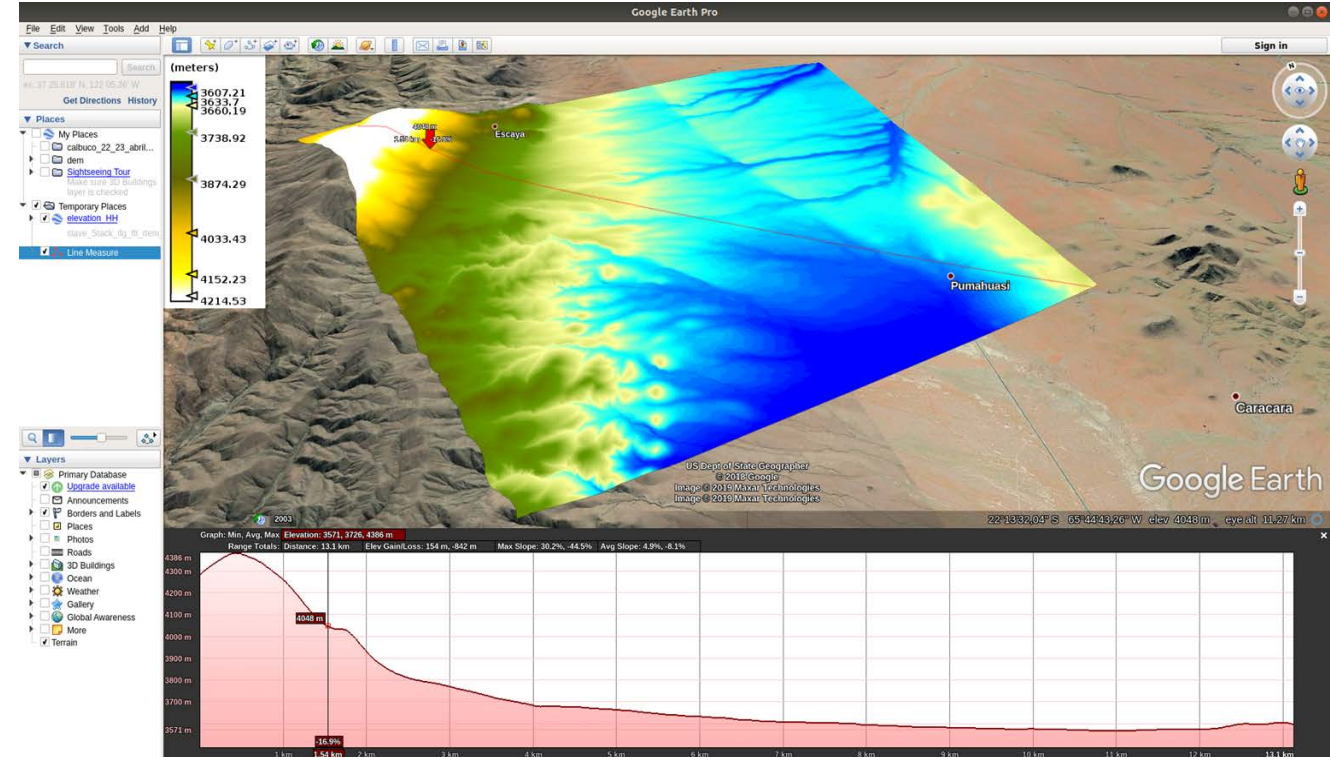 Google Earth Pro
File Edit View Tools Add Help
Sign in
Search
Search
ex: 37 25.818' N, 122 05.36' W
Get Directions History
Places
My Places
calbuco_22_23_abril...
dem
Sightseeing Tour
Make sure 3D Buildings
layer is checked
Temporary Places
elevation_HH
Line Measure
Layers
Primary Database
Upgrade available
Announcements
Borders and Labels
Places
Photos
Roads
3D Buildings
Ocean
Weather
Gallery
Global Awareness
More
Terrain
(meters)
3607.21
3633.7
3660.19
3738.92
3874.29
4033.43
4152.23
4214.53
N
4048 m
Escaya
Pumahuasi
Caracara
US Dept of State Geographer
© 2018 Google
Image © 2019 Maxar Technologies
Image © 2019 Maxar Technologies
Google Earth
2003
22°13'32,04" S 65°44'43,26" W elev 4048 m eye alt 11.27 km
Graph: Min, Avg, Max Elevation: 3571, 3726, 4386 m
Range Totals: Distance: 13.1 km Elev Gain/Loss: 154 m, -842 m Max Slope: 30.2%, -44.5% Avg Slope: 4.9%, -8.1%
4386 m
4300 m
4200 m
4100 m
4000 m
3900 m
3800 m
3700 m
3571 m
4048 m
-16.9%
1 km 1.54 km 2 km 3 km 4 km 5 km 6 km 7 km 8 km 9 km 10 km 11 km 12 km 13.1 km